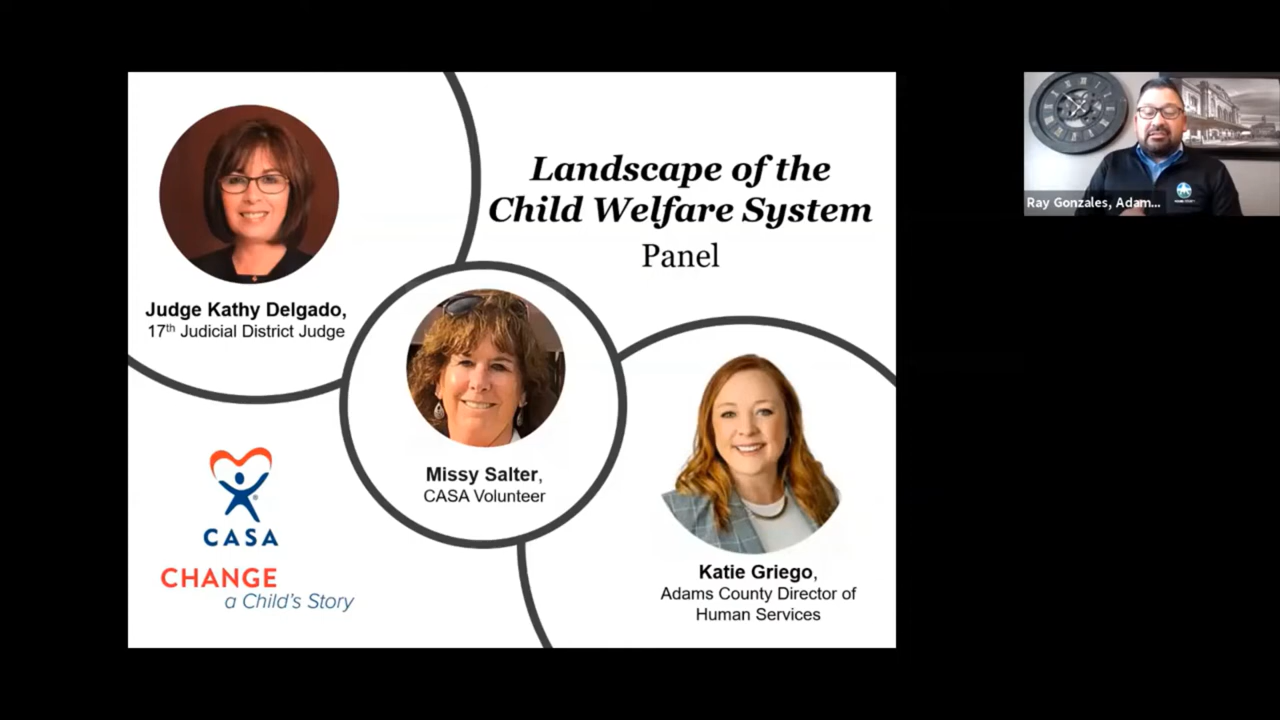 Landscape of the
Child Welfare System
Panel
Judge Kathy Delgado,
17th Judicial District Judge
Missy Salter,
CASA Volunteer
Katie Griego,
Adams County Director of
Human Services
CASA
CHANGE
a Child's Story
Ray Gonzales, Adam...